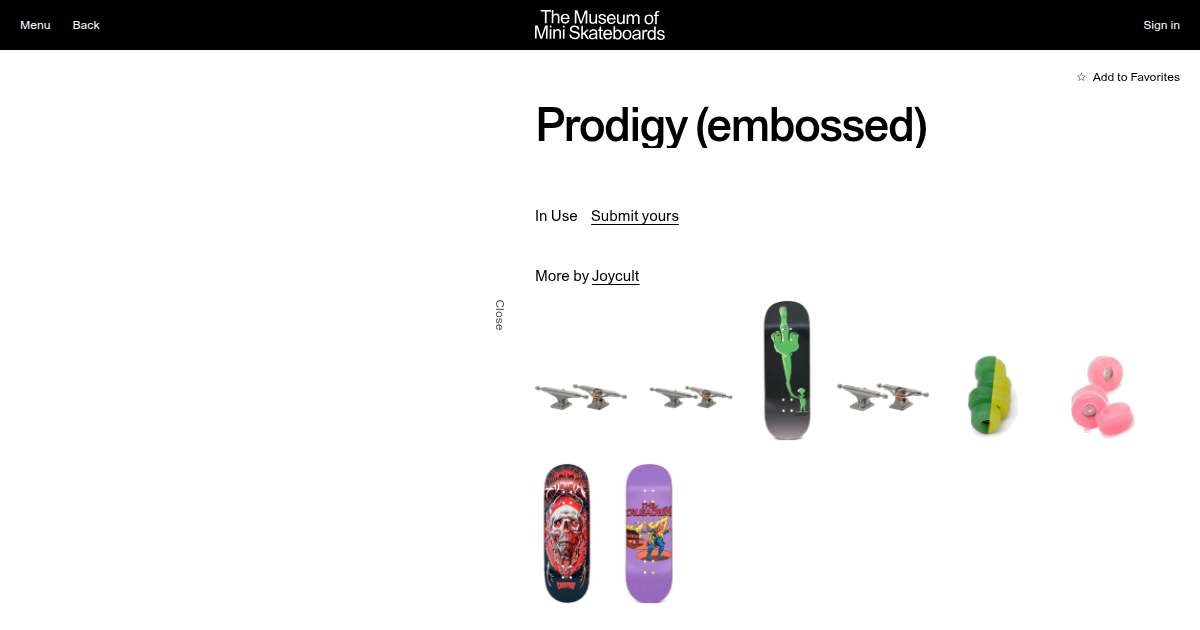 Menu Back
The Museum of
Mini Skateboards
Sign in
☆ Add to Favorites
Prodigy (embossed)
In Use Submit yours
More by Joycult
Close